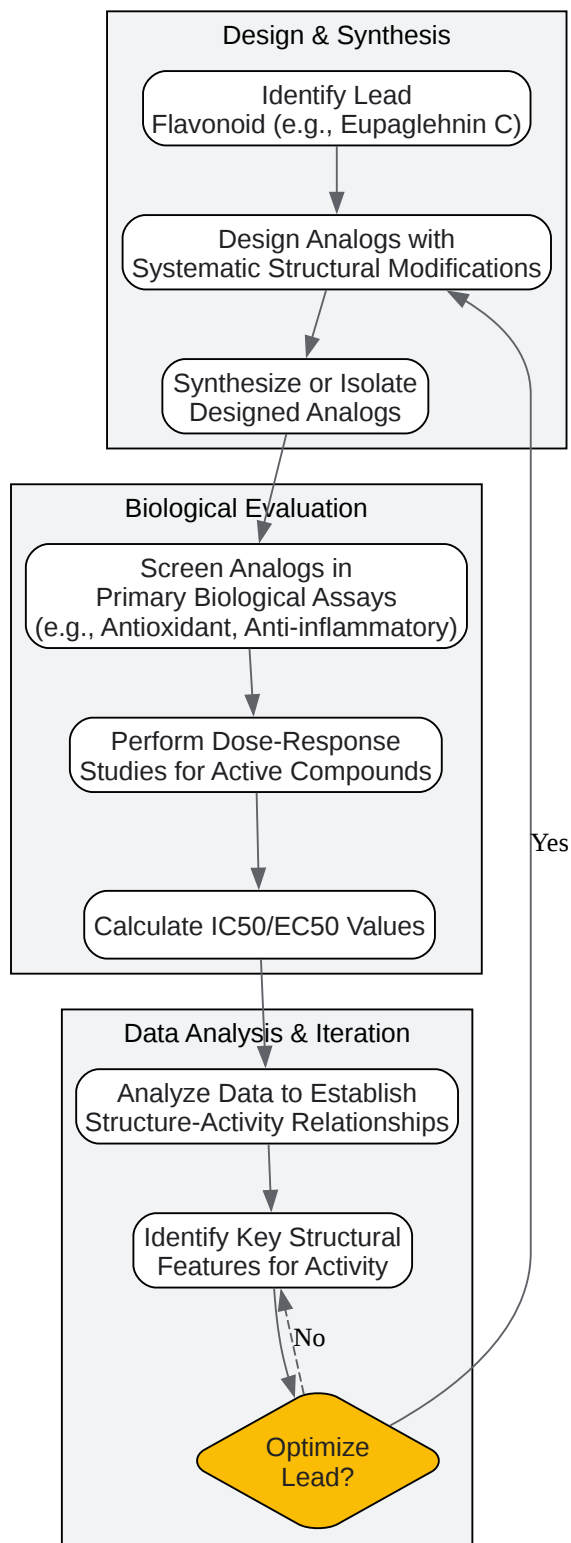 Design & Synthesis
Identify Lead
Flavonoid (e.g., Eupaglehnin C)
Design Analogs with
Systematic Structural Modifications
Synthesize or Isolate
Designed Analogs
Biological Evaluation
Screen Analogs in
Primary Biological Assays
(e.g., Antioxidant, Anti-inflammatory)
Perform Dose-Response
Studies for Active Compounds
Yes
Calculate IC50/EC50 Values
Data Analysis & Iteration
Analyze Data to Establish
Structure-Activity Relationships
Identify Key Structural
Features for Activity
No
Optimize
Lead?